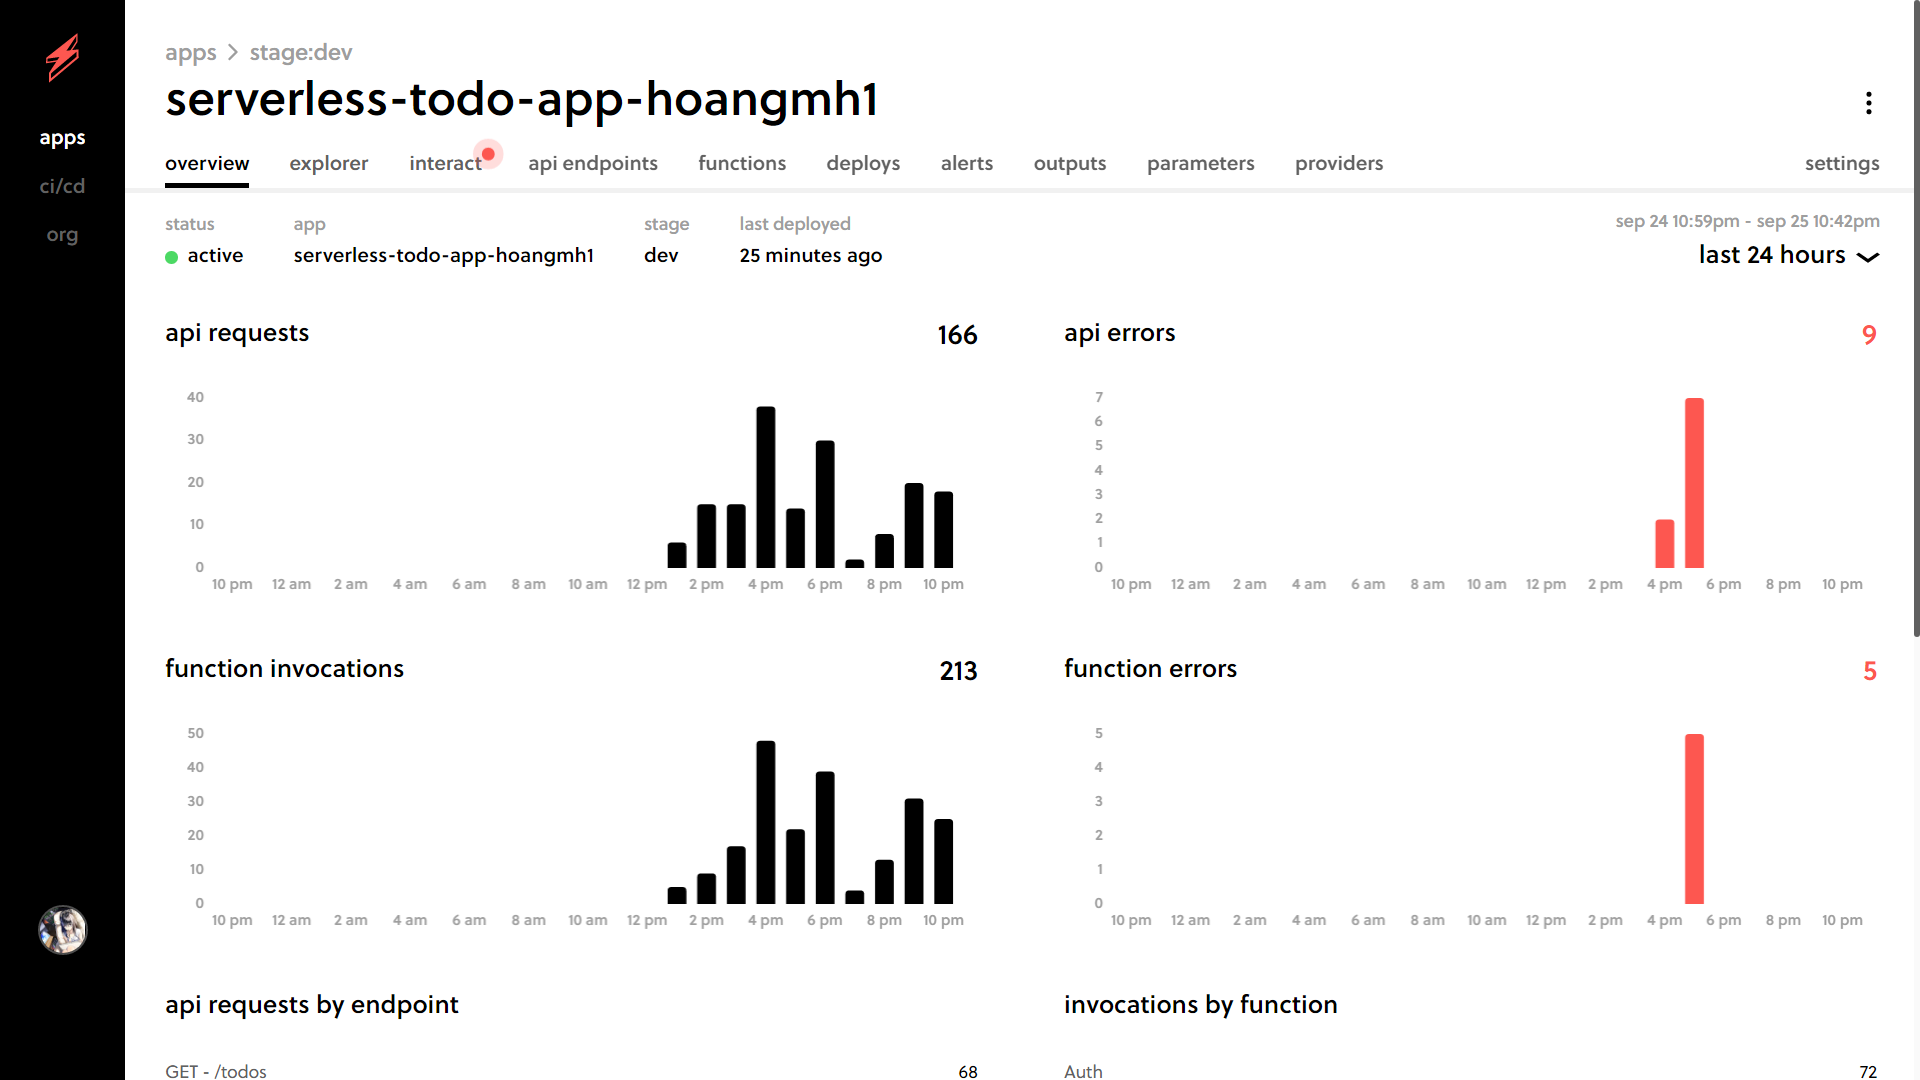 apps > stage:dev
serverless-todo-app-hoangmh1
apps
ci/cd
org
overview explorer interact api endpoints functions deploys alerts outputs parameters providers settings
status app stage last deployed
active serverless-todo-app-hoangmh1 dev 25 minutes ago
sep 24 10:59pm - sep 25 10:42pm
last 24 hours
api requests 166
40
30
20
10
0
10 pm 12 am 2 am 4 am 6 am 8 am 10 am 12 pm 2 pm 4 pm 6 pm 8 pm 10 pm
api errors 9
7
6
5
4
3
2
1
0
10 pm 12 am 2 am 4 am 6 am 8 am 10 am 12 pm 2 pm 4 pm 6 pm 8 pm 10 pm
function invocations 213
50
40
30
20
10
0
10 pm 12 am 2 am 4 am 6 am 8 am 10 am 12 pm 2 pm 4 pm 6 pm 8 pm 10 pm
function errors 5
5
4
3
2
1
0
10 pm 12 am 2 am 4 am 6 am 8 am 10 am 12 pm 2 pm 4 pm 6 pm 8 pm 10 pm
api requests by endpoint
GET - /todos 68
invocations by function
Auth 72